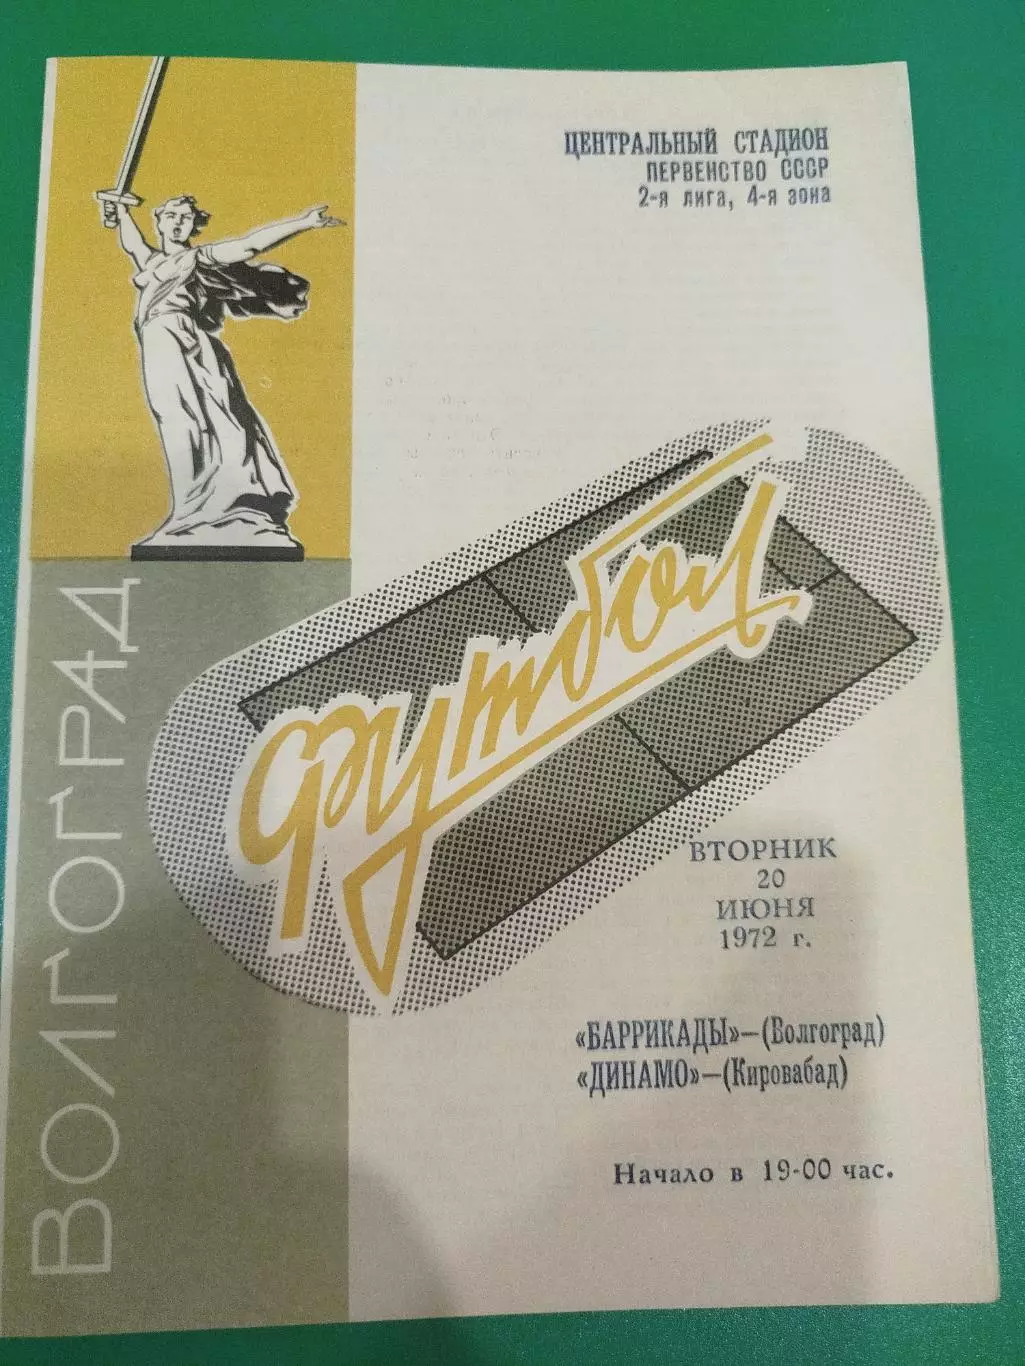 ЦЕНТРАЛЬНЫЙ СТАДИОН
ПЕРВЕНСТВО СССР
2-я лига, 4-я зона
ВОЛГОГРАД
футбол
ВТОРНИК
20
ИЮНЯ
1972 г.
«БАРРИКАДЫ»—(Волгоград)
«ДИНАМО»—(Кировабад)
Начало в 19-00 час.